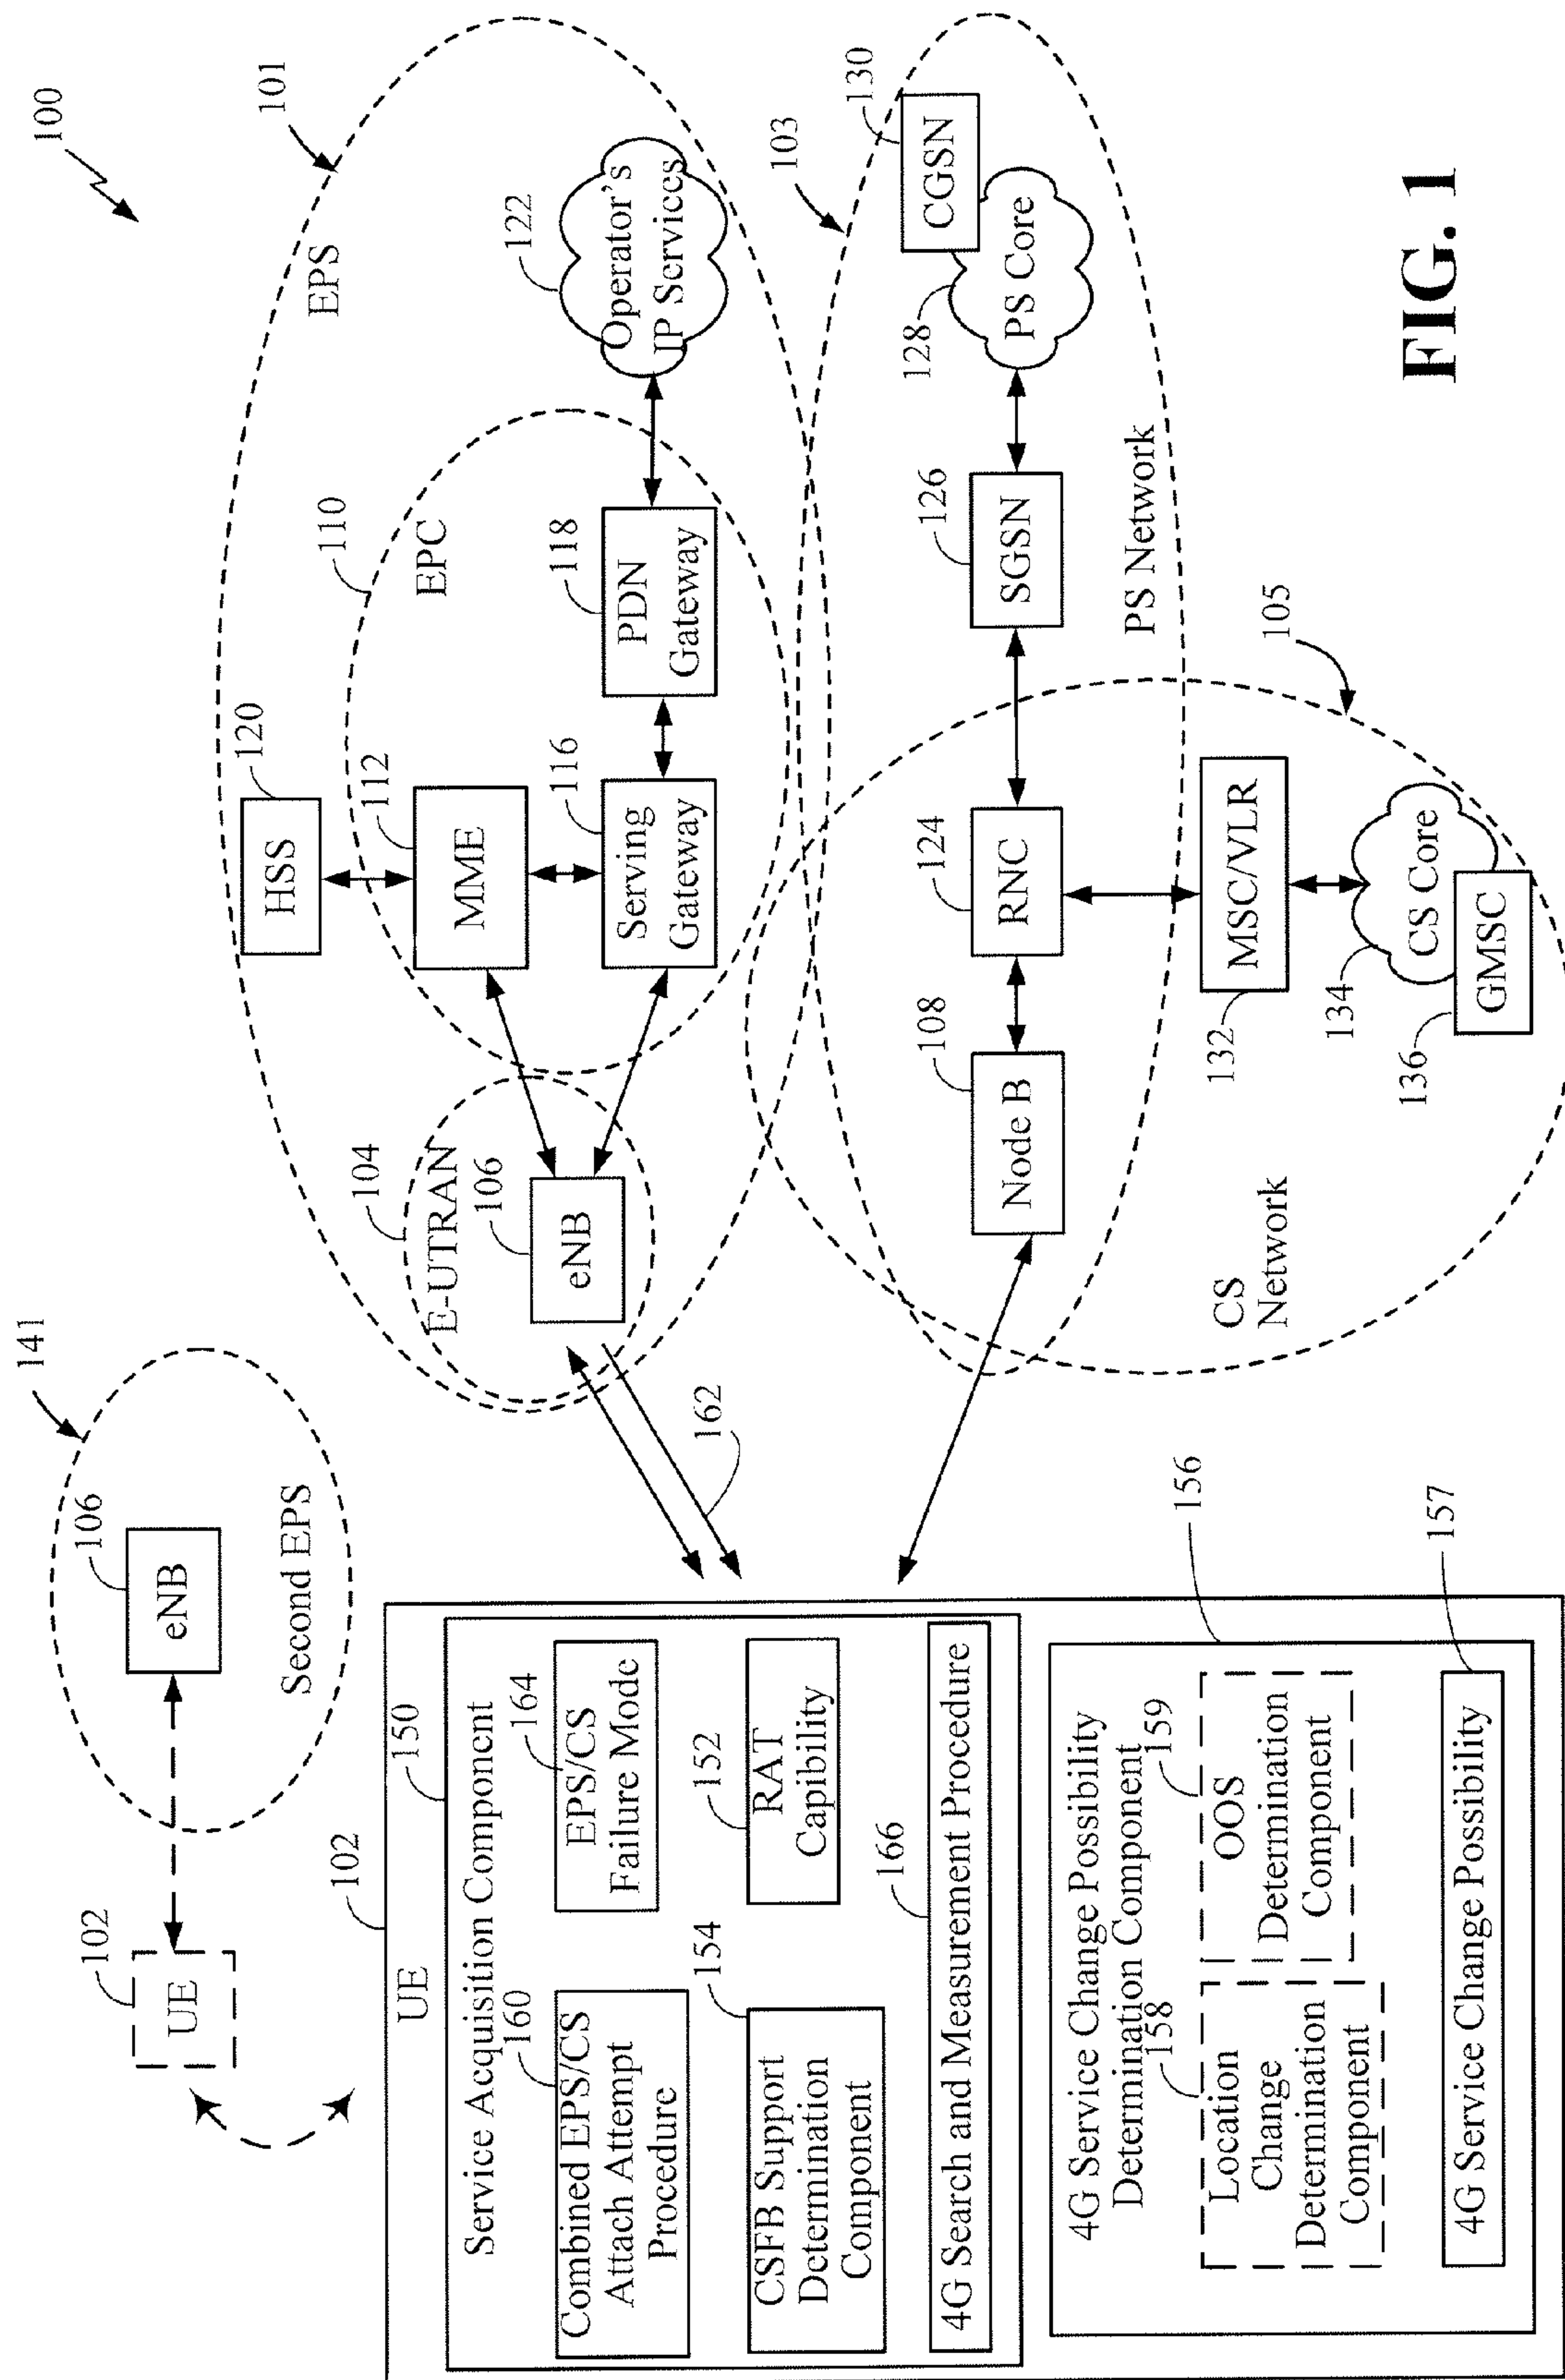 100
141
106
eNB
Second EPS
102
UE
101
EPS
120
HSS
110
EPC
112
MME
104
E-UTRAN
106
eNB
116
Serving
Gateway
118
PDN
Gateway
122
Operator's
IP Services
162
102
UE
150
Service Acquisition Component
160
Combined EPS/CS
Attach Attempt
Procedure
164
EPS/CS
Failure Mode
154
CSFB Support
Determination
Component
152
RAT
Capibility
166
4G Search and Measurement Procedure
156
4G Service Change Possibility
Determination Component
158
Location
Change
Determination
Component
159
OOS
Determination
Component
157
4G Service Change Possibility
103
130
CGSN
128
PS Core
126
SGSN
124
RNC
108
Node B
PS Network
105
CS
Network
132
MSC/VLR
134
CS Core
136
GMSC
FIG. 1